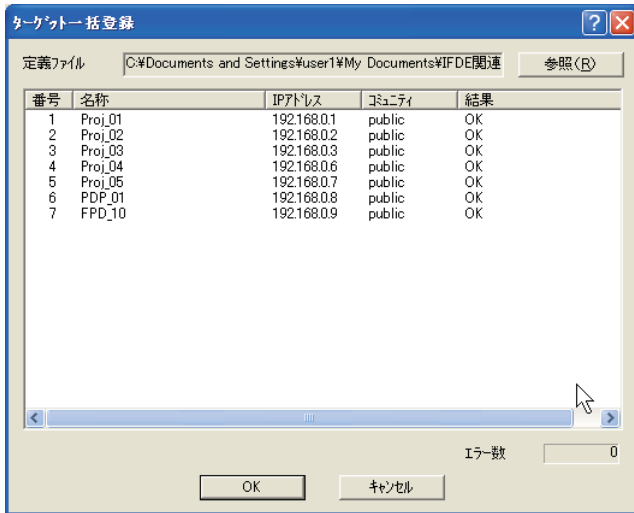 ﾀｰｹﾞｯﾄ一括登録
定義ﾌｧｲﾙ C:¥Documents and Settings¥user1¥My Documents¥IFDE関連 参照(R)
番号 名称 IPｱﾄﾞﾚｽ ｺﾐｭﾆﾃｨ 結果
1 Proj_01 192.168.0.1 public OK
2 Proj_02 192.168.0.2 public OK
3 Proj_03 192.168.0.3 public OK
4 Proj_04 192.168.0.6 public OK
5 Proj_05 192.168.0.7 public OK
6 PDP_01 192.168.0.8 public OK
7 FPD_10 192.168.0.9 public OK
ｴﾗｰ数 0
OK ｷｬﾝｾﾙ